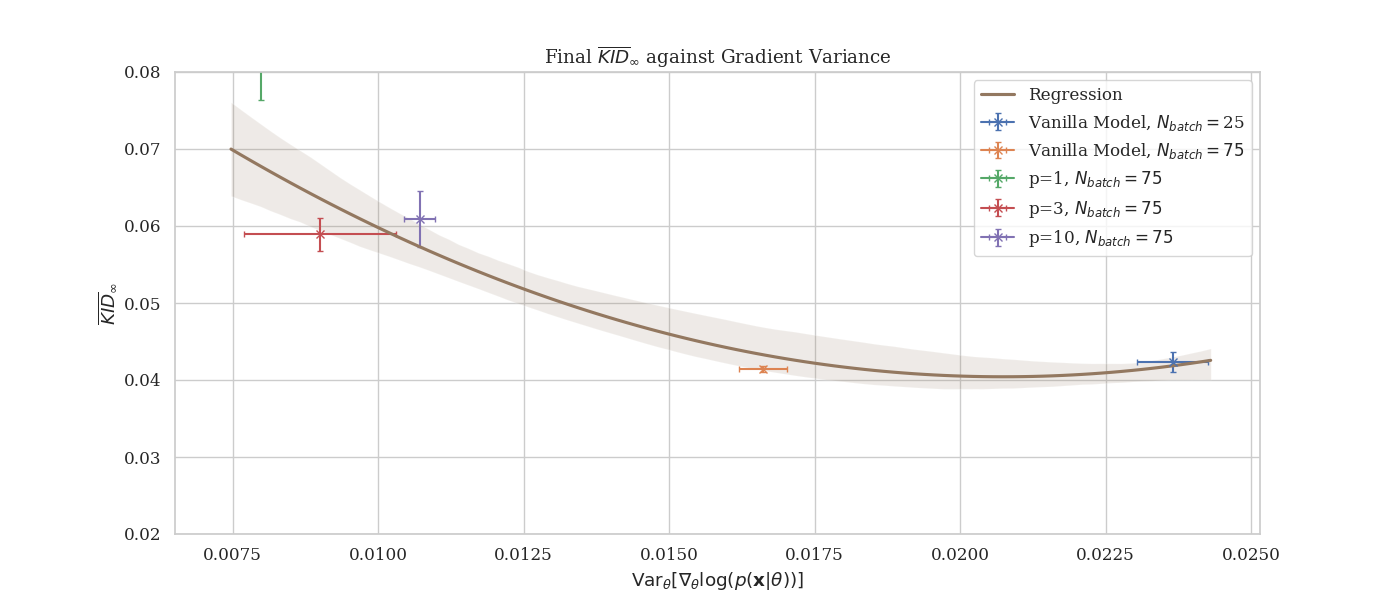 Final $\overline{KID}_\infty$ against Gradient Variance
0.08
0.07
0.06
0.05
0.04
0.03
0.02
$\overline{KID}_\infty$
Regression
Vanilla Model, $N_{batch} = 25$
Vanilla Model, $N_{batch} = 75$
p=1, $N_{batch} = 75$
p=3, $N_{batch} = 75$
p=10, $N_{batch} = 75$
0.0075 0.0100 0.0125 0.0150 0.0175 0.0200 0.0225 0.0250
$\mathrm{Var}_\theta[\nabla_\theta \log(p(\mathbf{x}|\theta))]$